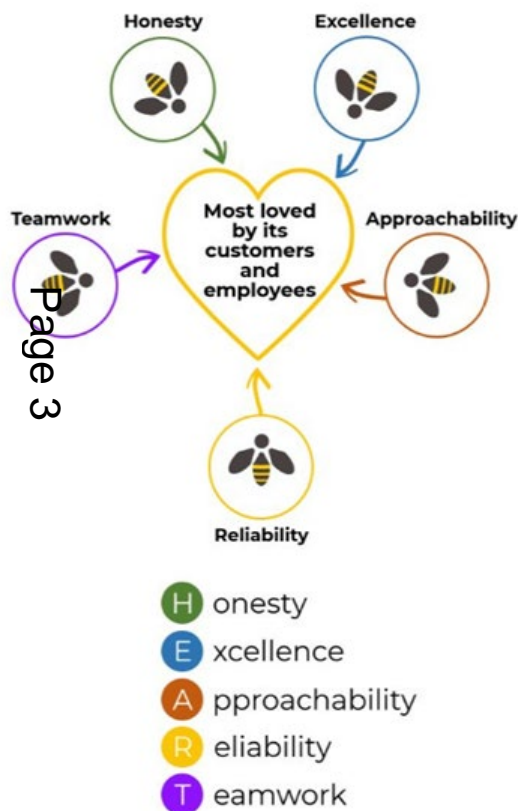 Honesty
Excellence
Most loved
by its
customers
and
employees
Teamwork
Approachability
Page 3
Reliability
H onesty
E xcellence
A pproachability
R eliability
T eamwork